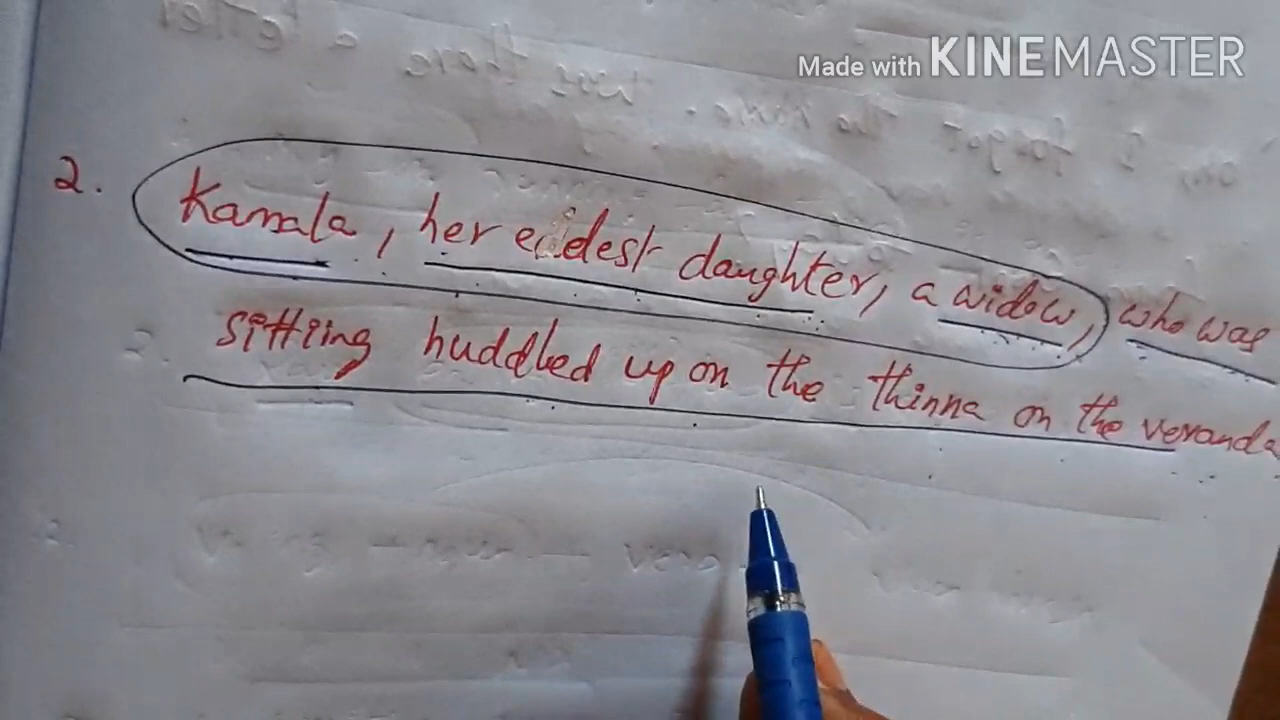 Made with KINEMASTER
2. Kamala, her eldest daughter, a widow, who was
sitting huddled up on the thinna on the veranda